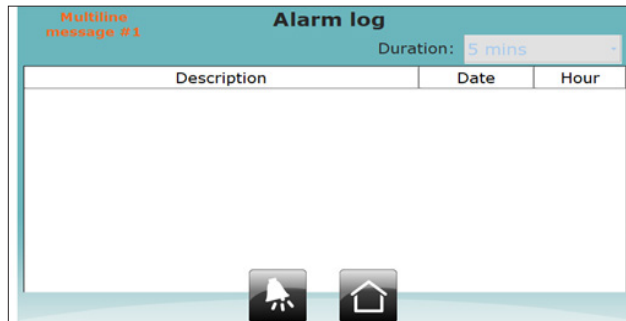 Multiline
message #1
Alarm log
Duration: 5 mins
Description Date Hour